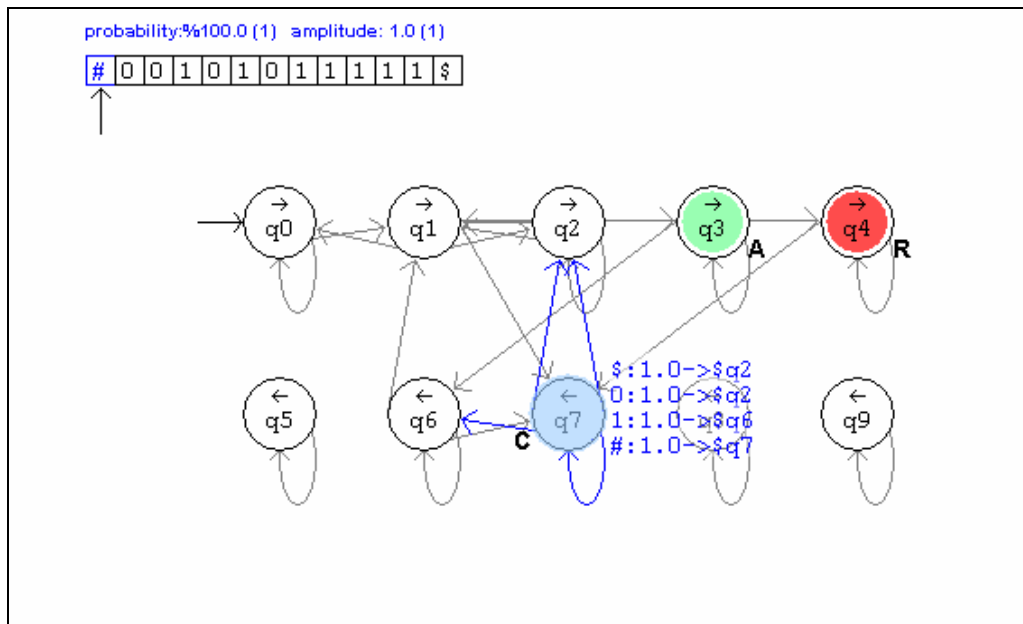 probability:%100.0 (1) amplitude: 1.0 (1)
# 0 0 1 0 1 0 1 1 1 1 1 $
→ → → → →
q0 q1 q2 q3 q4
A R
$:1.0->$q2
0:1.0->$q2
1:1.0->$q6
#:1.0->$q7
← ← ← ←
q5 q6 q7 q9
C